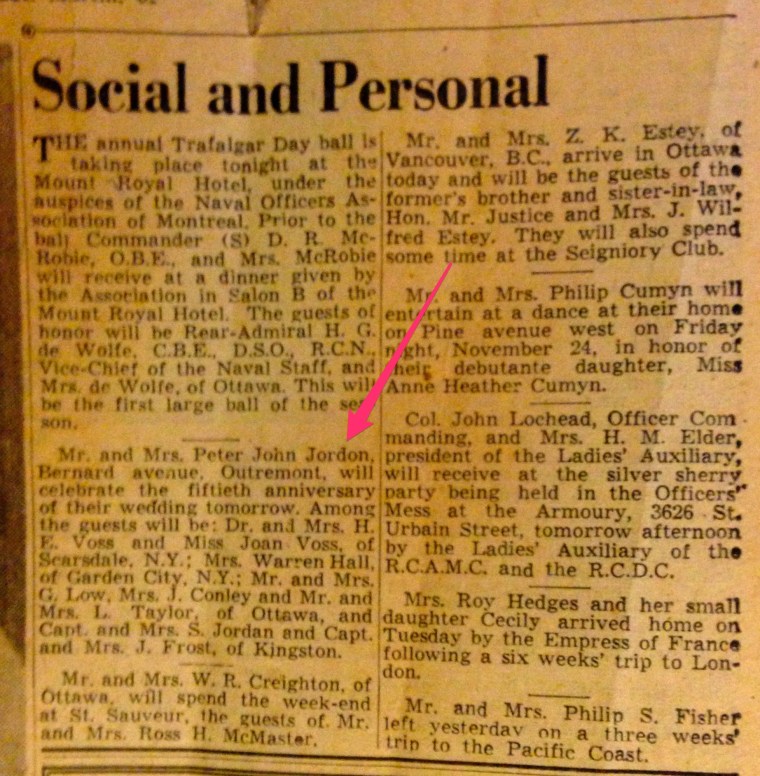 Social and Personal
THE annual Trafalgar Day ball is
taking place tonight at the
Mount Royal Hotel, under the
auspices of the Naval Officers As-
sociation of Montreal. Prior to the
ball Commander (S) D. R. Mc-
Robie, O.B.E., and Mrs. McRobie
will receive at a dinner given by
the Association in Salon B of the
Mount Royal Hotel. The guests of
honor will be Rear-Admiral H. G.
de Wolfe, C.B.E., D.S.O., R.C.N.,
Vice-Chief of the Naval Staff, and
Mrs. de Wolfe, of Ottawa. This will
be the first large ball of the sea-
son.
Mr. and Mrs. Peter John Jordon,
Bernard avenue, Outremont, will
celebrate the fiftieth anniversary
of their wedding tomorrow. Among
the guests will be: Dr. and Mrs. H.
E. Voss and Miss Joan Voss, of
Scarsdale, N.Y.; Mrs. Warren Hall,
of Garden City, N.Y.; Mr. and Mrs.
G. Low, Mrs. J. Conley and Mr. and
Mrs. L. Taylor, of Ottawa, and
Capt. and Mrs. S. Jordan and Capt.
and Mrs. J. Frost, of Kingston.
Mr. and Mrs. W. R. Creighton, of
Ottawa, will spend the week-end
at St. Sauveur, the guests of Mr.
and Mrs. Ross H. McMaster.
Mr. and Mrs. Z. K. Estey, of
Vancouver, B.C., arrive in Ottawa
today and will be the guests of the
former's brother and sister-in-law,
Hon. Mr. Justice and Mrs. J. Wil-
fred Estey. They will also spend
some time at the Seigniory Club.
Mr. and Mrs. Philip Cumyn will
entertain at a dance at their home
on Pine avenue west on Friday
night, November 24, in honor of
their debutante daughter, Miss
Anne Heather Cumyn.
Col. John Lochead, Officer Com-
manding, and Mrs. H. M. Elder,
president of the Ladies' Auxiliary,
will receive at the silver sherry
party being held in the Officers'
Mess at the Armoury, 3626 St.
Urbain Street, tomorrow afternoon
by the Ladies' Auxiliary of the
R.C.A.M.C. and the R.C.D.C.
Mrs. Roy Hedges and her small
daughter Cecily arrived home on
Tuesday by the Empress of France
following a six weeks' trip to Lon-
don.
Mr. and Mrs. Philip S. Fisher
left yesterday on a three weeks'
trip to the Pacific Coast.